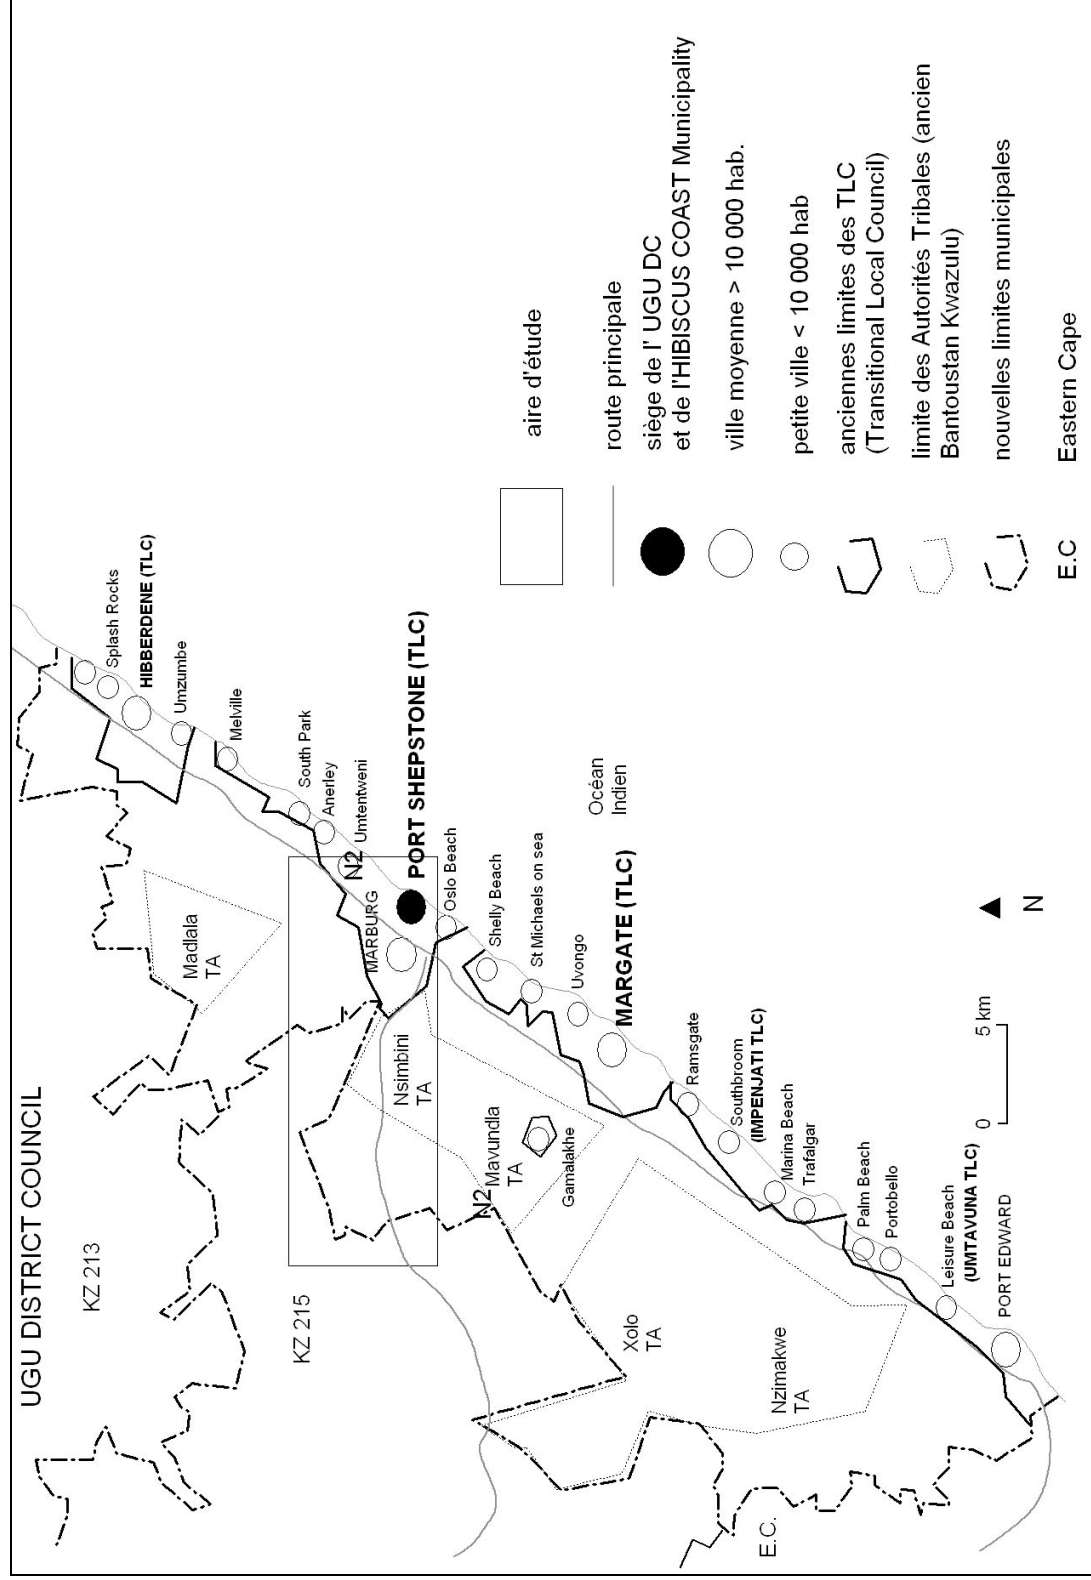 UGU DISTRICT COUNCIL
KZ 213
KZ 215
Madlala
TA
Nsimbini
TA
N2
Mavundla
TA
Gamalakhe
Xolo
TA
Nzimakwe
TA
E.C.
Splash Rocks
HIBBERDENE (TLC)
Umzumbe
Melville
South Park
Anerley
Umtentweni
N2
MARBURG
PORT SHEPSTONE (TLC)
Oslo Beach
Shelly Beach
St Michaels on sea
Uvongo
MARGATE (TLC)
Ramsgate
Southbroom
(IMPENJATI TLC)
Marina Beach
Trafalgar
Palm Beach
Portobello
Leisure Beach
(UMTAVUNA TLC)
PORT EDWARD
Océan
Indien
0
5 km
N
aire d'étude
route principale
siège de l' UGU DC
et de l'HIBISCUS COAST Municipality
ville moyenne > 10 000 hab.
petite ville < 10 000 hab
anciennes limites des TLC
(Transitional Local Council)
limite des Autorités Tribales (ancien
Bantoustan Kwazulu)
nouvelles limites municipales
E.C
Eastern Cape